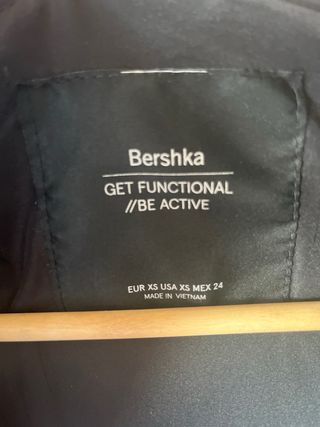 Bershka
GET FUNCTIONAL
//BE ACTIVE
EUR XS USA XS MEX 24
MADE IN VIETNAM